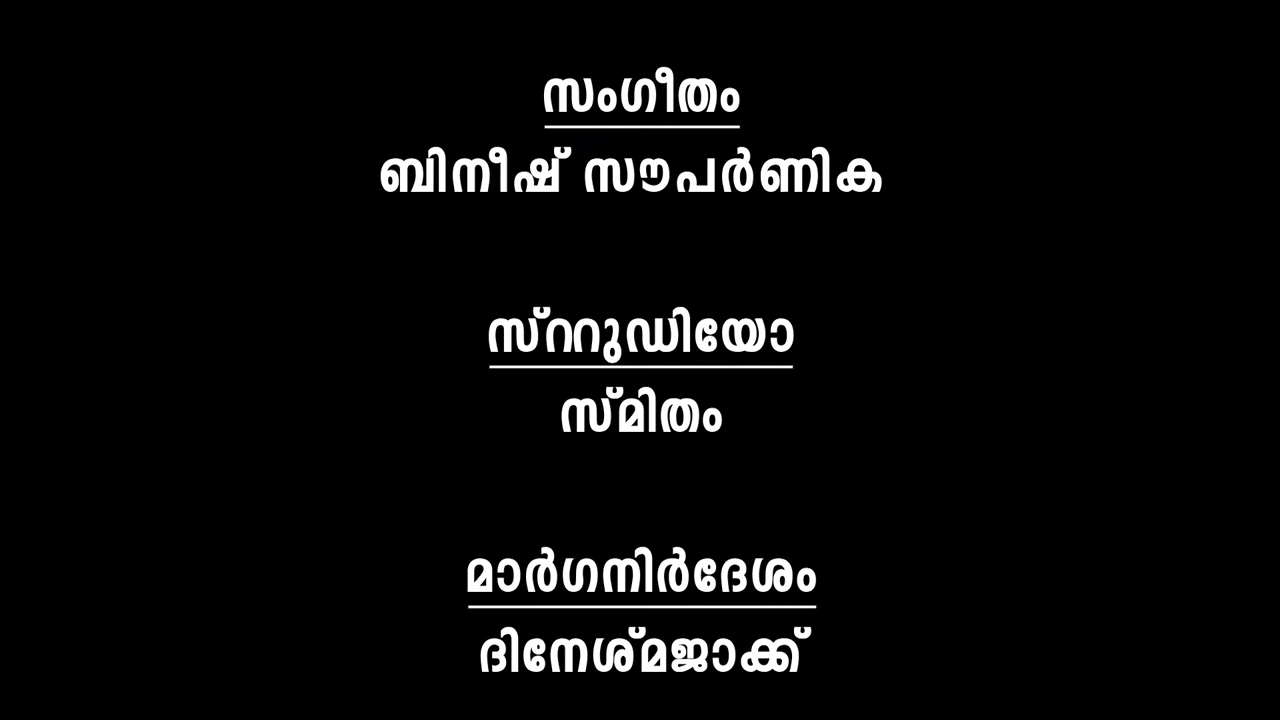 സംഗീതം
ബിനീഷ് സൗപർണിക
സ്ററുഡിയോ
സ്മിതം
മാർഗനിർദേശം
ദിനേശ്മജാക്ക്